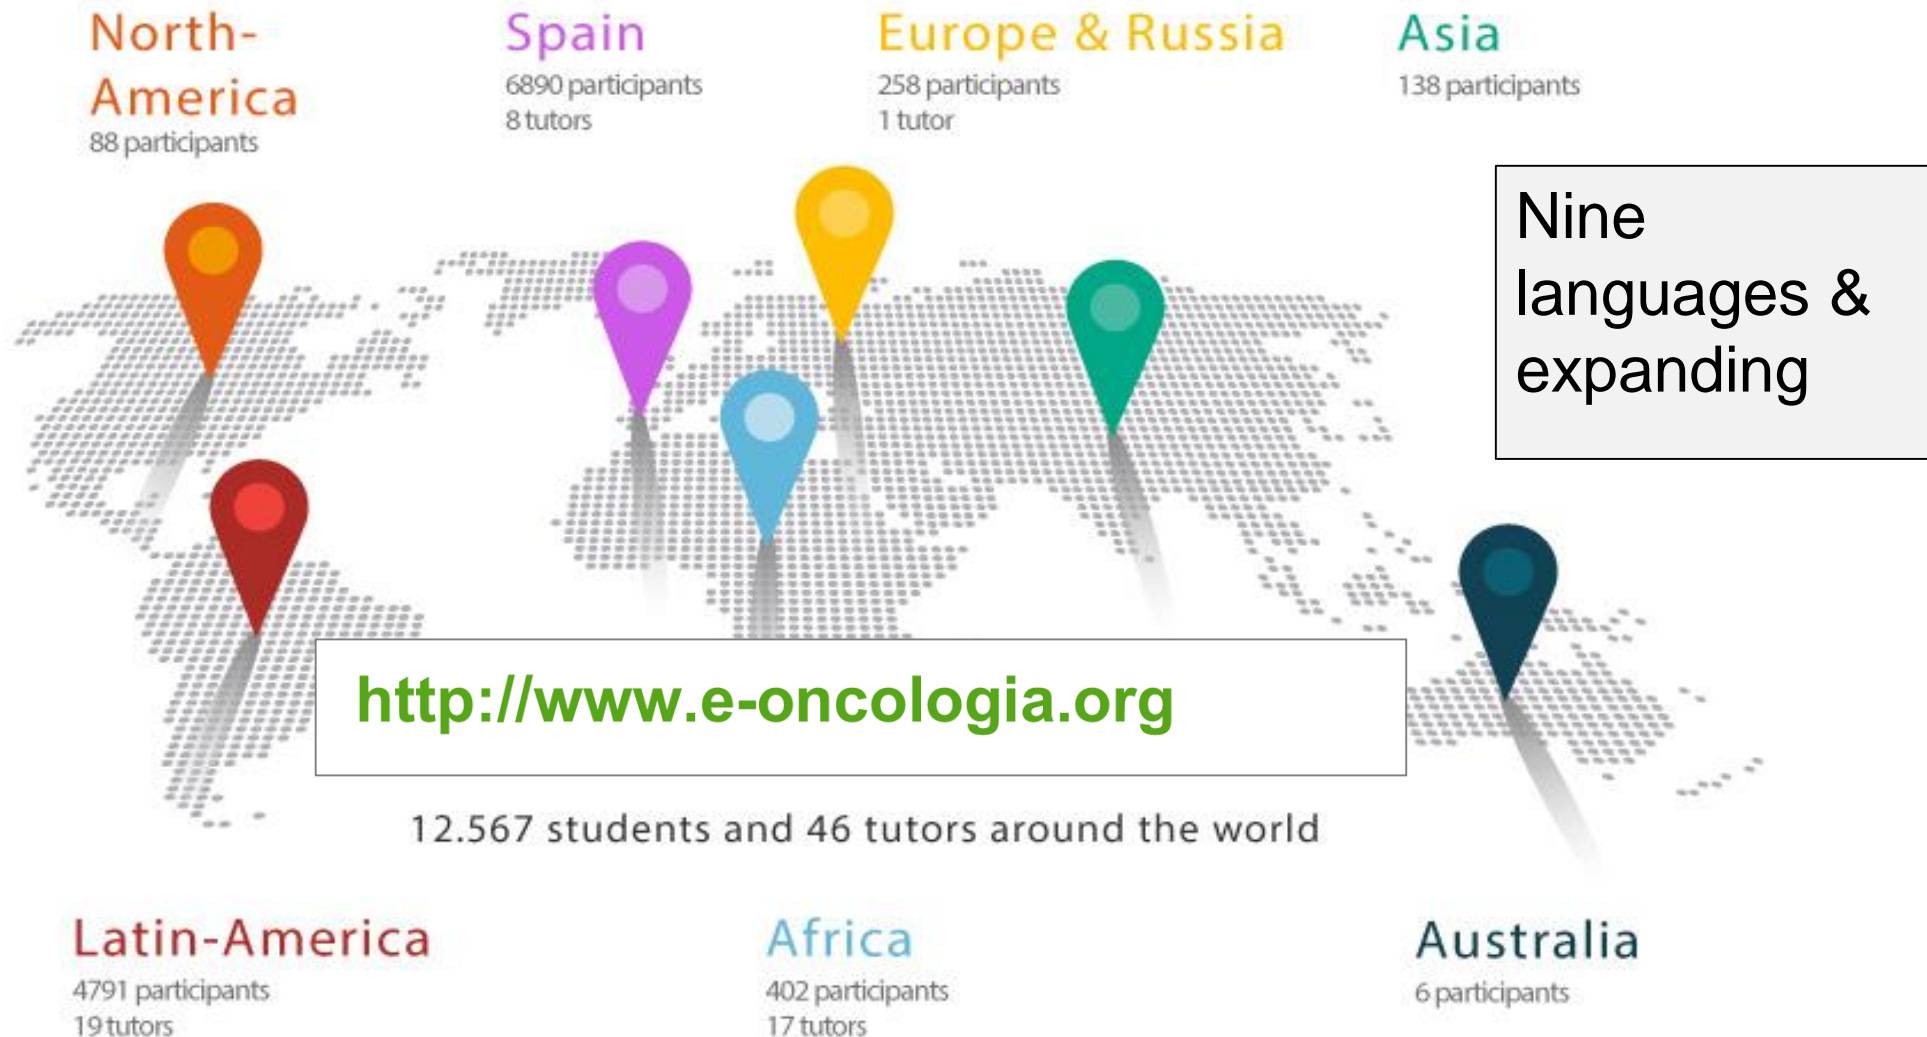 North-
America
88 participants
Spain
6890 participants
8 tutors
Europe & Russia
258 participants
1 tutor
Asia
138 participants
Nine
languages &
expanding
http://www.e-oncologia.org
12.567 students and 46 tutors around the world
Latin-America
4791 participants
19 tutors
Africa
402 participants
17 tutors
Australia
6 participants